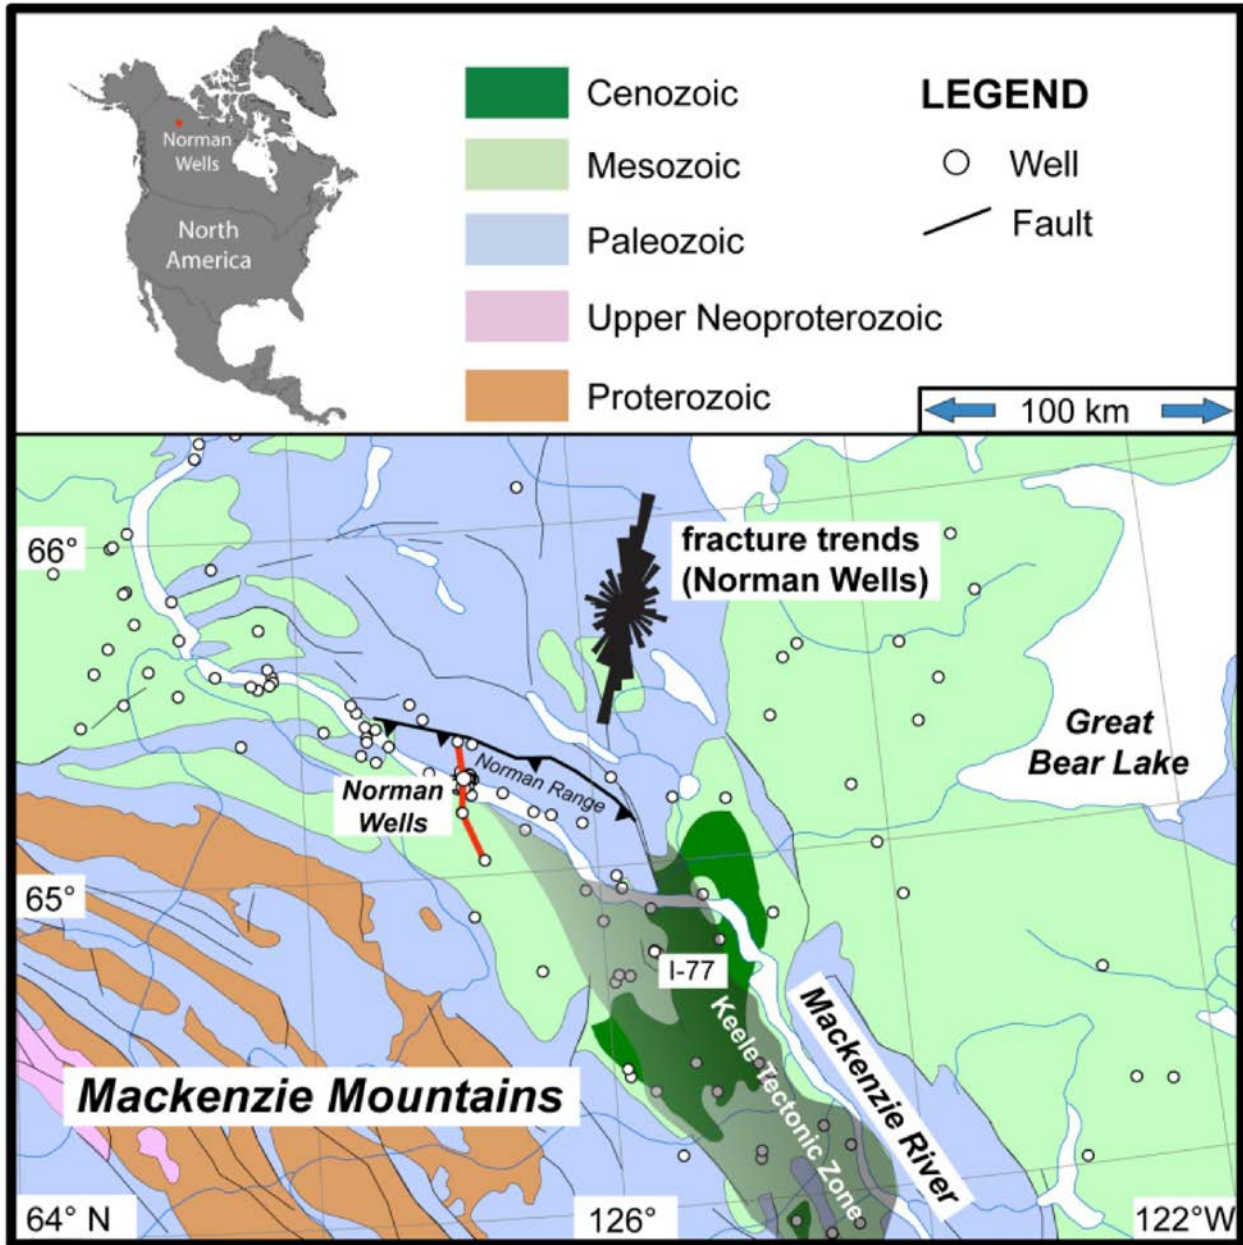 Norman
Wells
North
America
Cenozoic
Mesozoic
Paleozoic
Upper Neoproterozoic
Proterozoic
LEGEND
Well
Fault
100 km
66°
fracture trends
(Norman Wells)
Great
Bear Lake
Norman Range
Norman
Wells
65°
I-77
Keele Tectonic Zone
Mackenzie River
Mackenzie Mountains
64° N
126°
122°W